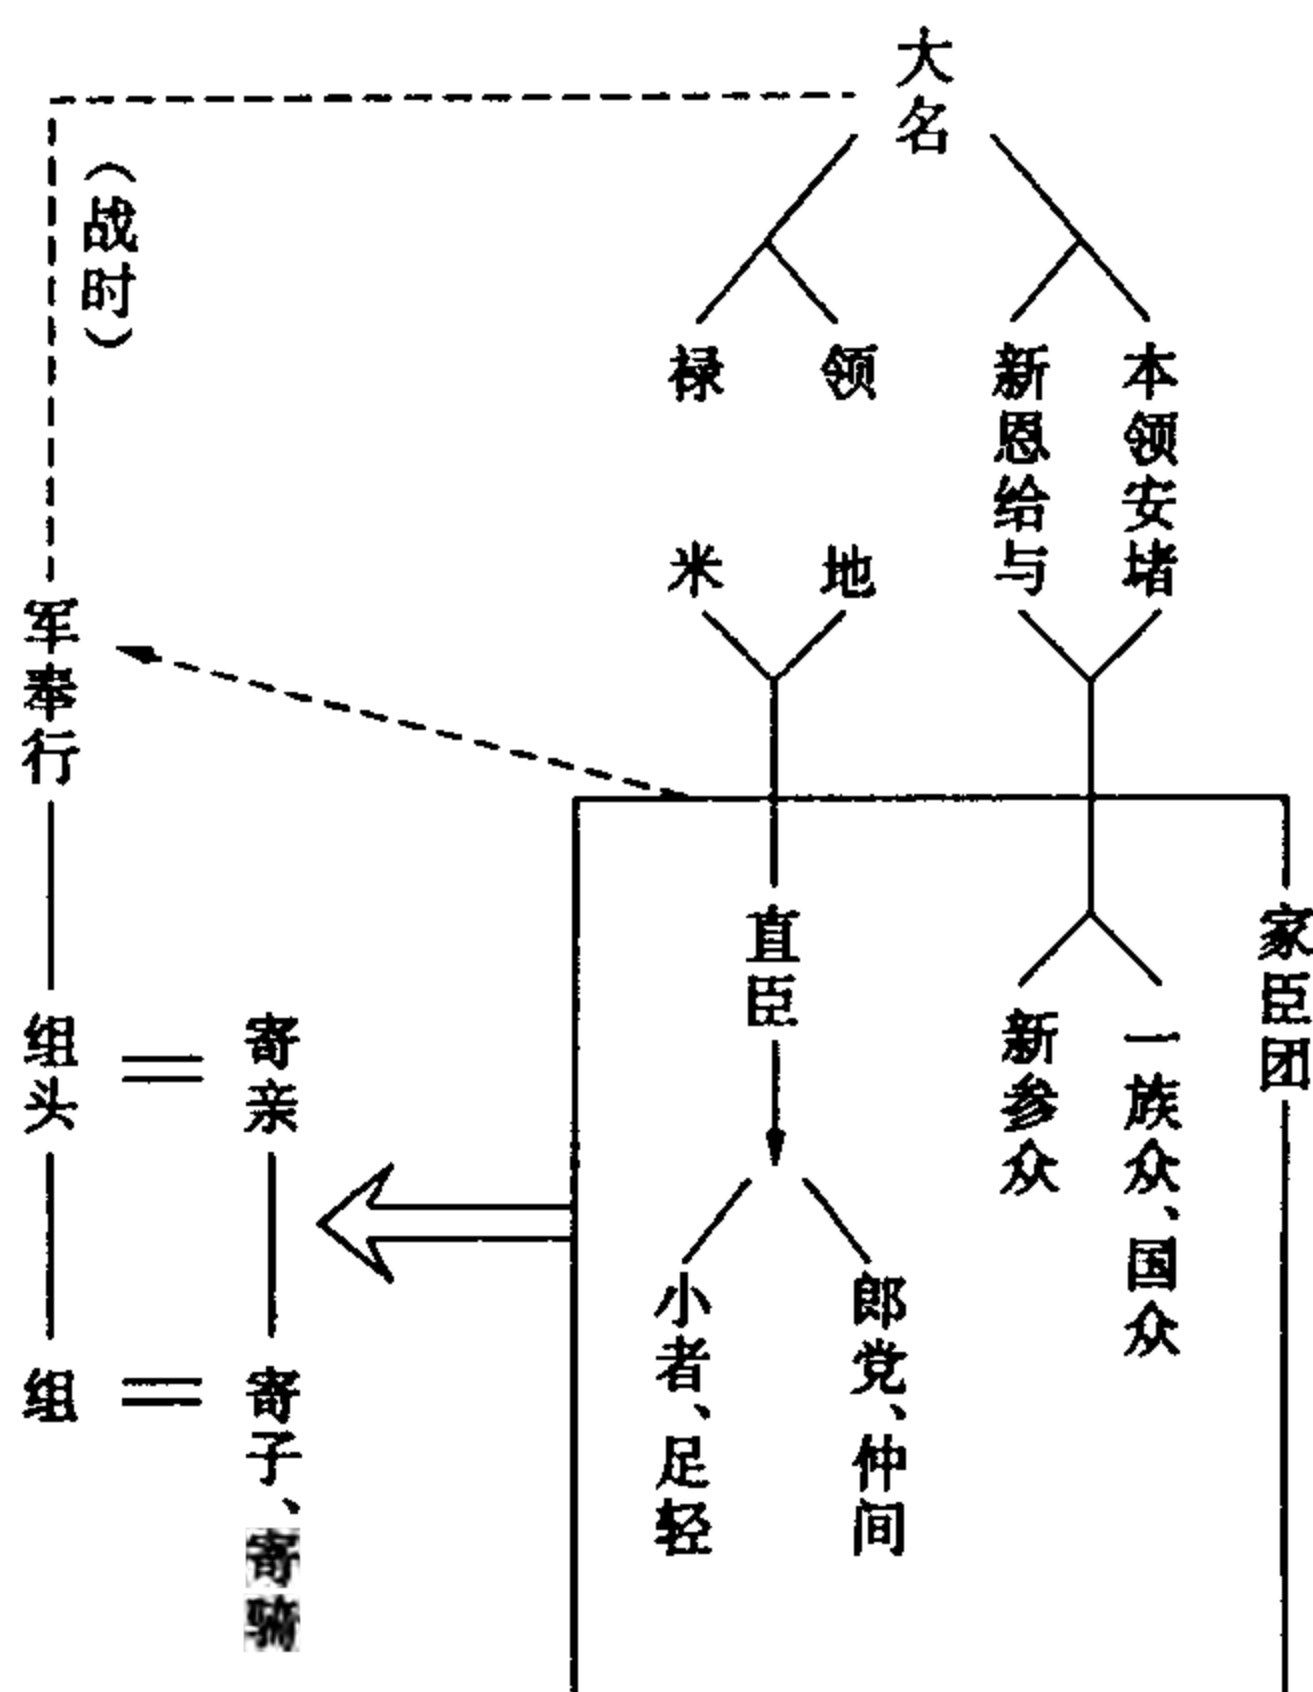 大名
(战时)
本领安堵
新恩给与
领地
禄米
军奉行
家臣团
一族众、国众
新参众
直臣
郎党、仲间
小者、足轻
寄亲
组头
寄子、寄骑
组